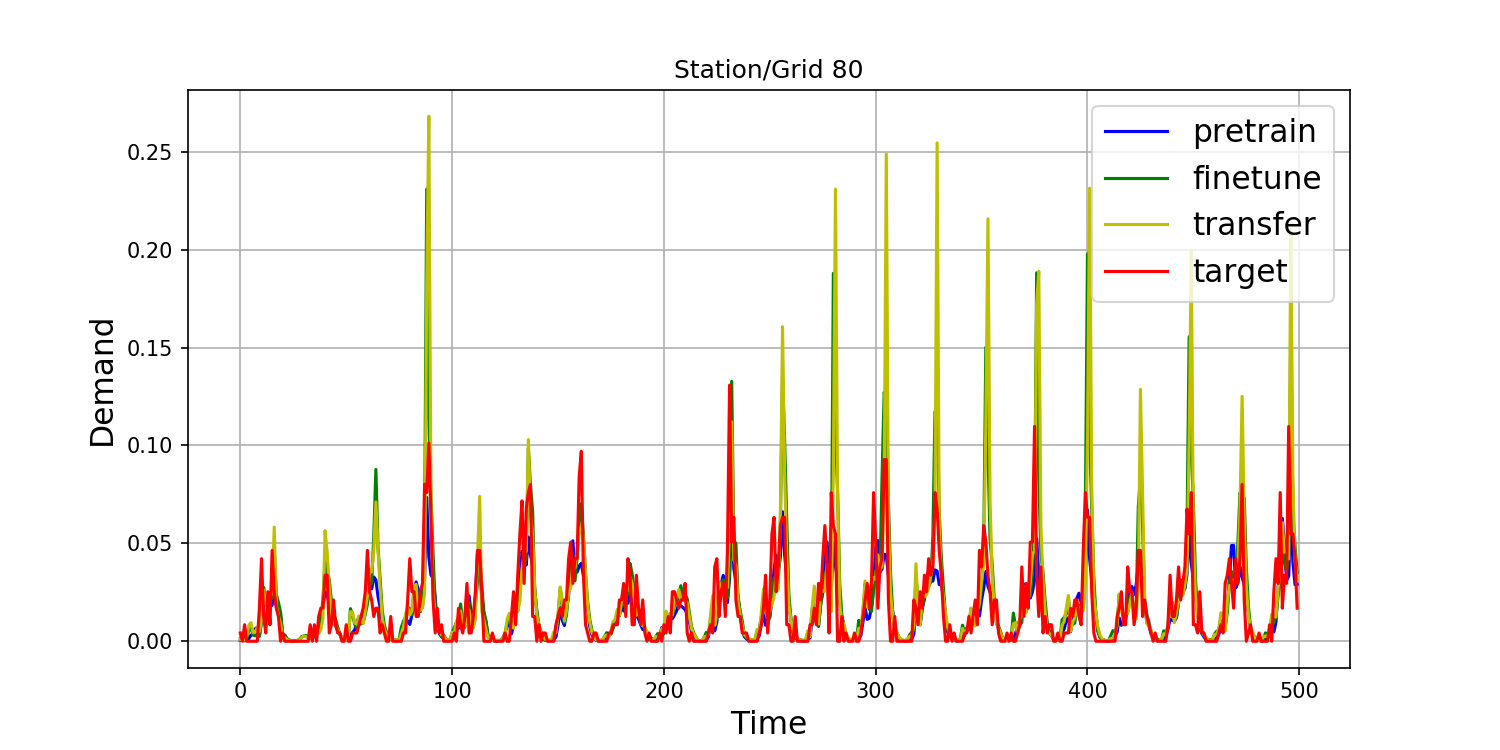 Station/Grid 80
Demand
0.25
0.20
0.15
0.10
0.05
0.00
0 100 200 300 400 500
Time
pretrain
finetune
transfer
target